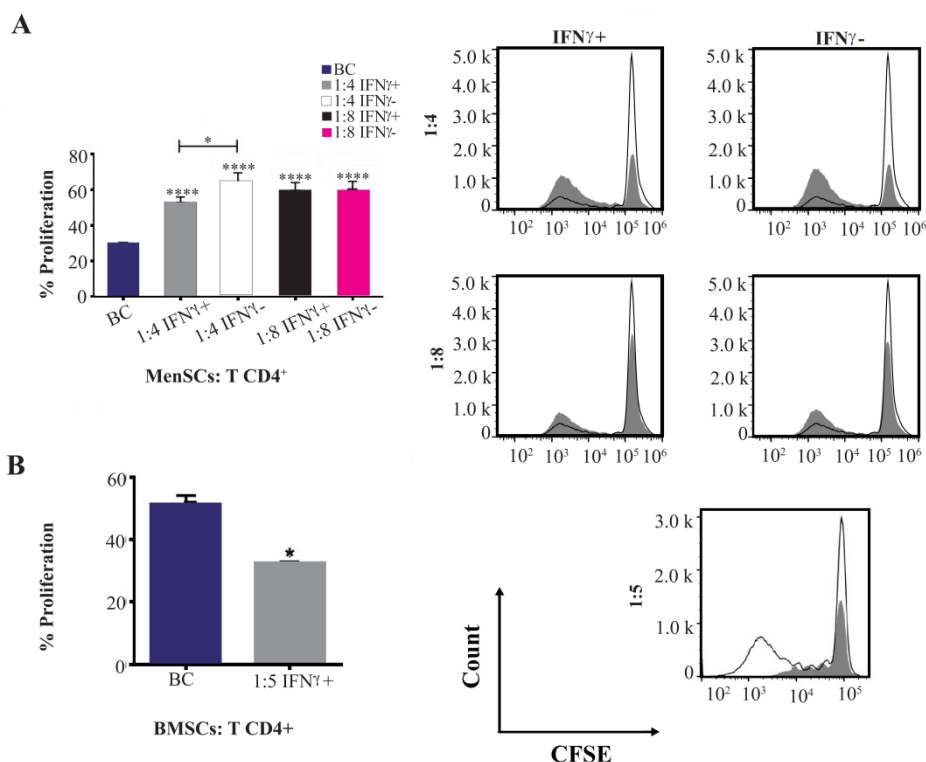 A
BC
1:4 IFNγ+
1:4 IFNγ-
1:8 IFNγ+
1:8 IFNγ-
% Proliferation
80
60
40
20
0
*
****
****
****
****
BC
1:4 IFNγ+
1:4 IFNγ-
1:8 IFNγ+
1:8 IFNγ-
MenSCs: T CD4⁺
IFNγ+
IFNγ-
1:4
5.0 k
4.0 k
3.0 k
2.0 k
1.0 k
0
10² 10³ 10⁴ 10⁵ 10⁶
5.0 k
4.0 k
3.0 k
2.0 k
1.0 k
0
10² 10³ 10⁴ 10⁵ 10⁶
1:8
5.0 k
4.0 k
3.0 k
2.0 k
1.0 k
0
10² 10³ 10⁴ 10⁵ 10⁶
5.0 k
4.0 k
3.0 k
2.0 k
1.0 k
0
10² 10³ 10⁴ 10⁵ 10⁶
B
% Proliferation
60
40
20
0
*
BC
1:5 IFNγ+
BMSCs: T CD4+
Count
CFSE
1:5
3.0 k
2.0 k
1.0 k
0
10² 10³ 10⁴ 10⁵